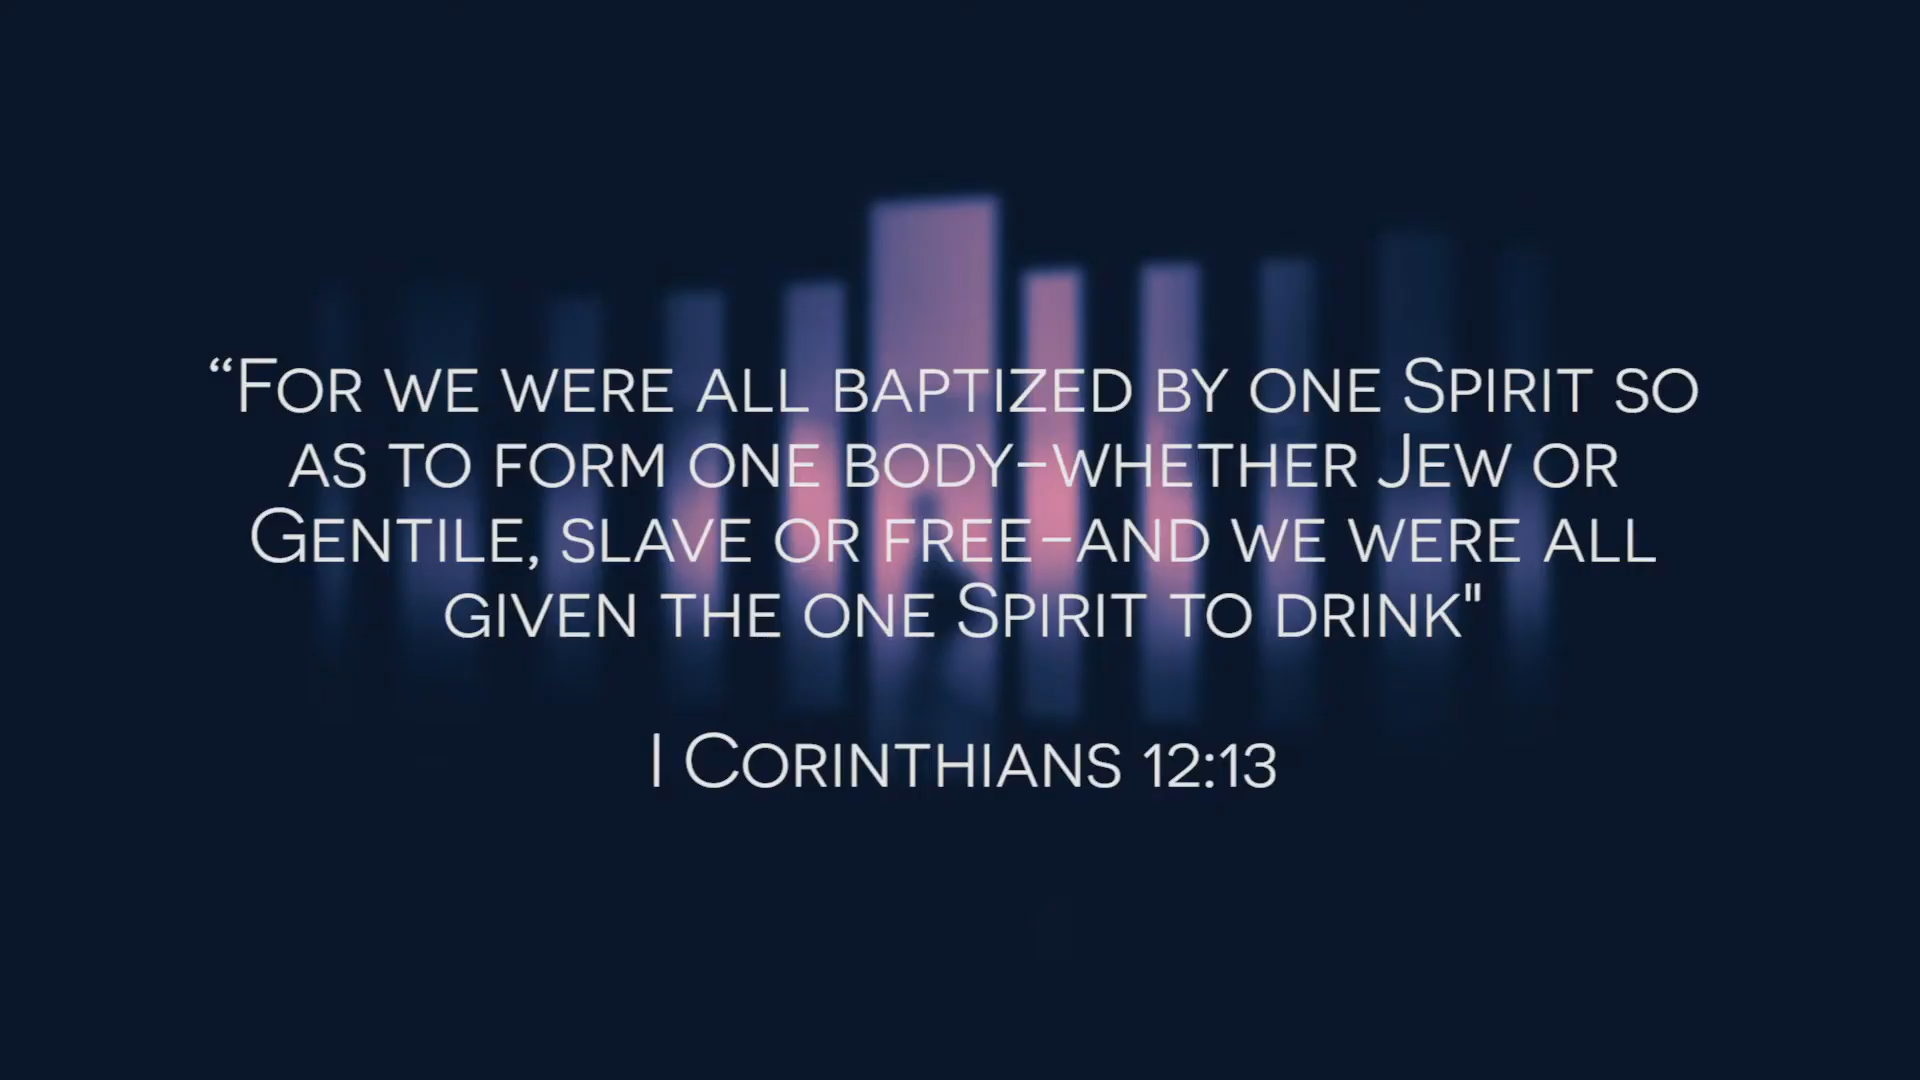 “For we were all baptized by one Spirit so
as to form one body–whether Jew or
Gentile, slave or free–and we were all
given the one Spirit to drink"
I Corinthians 12:13